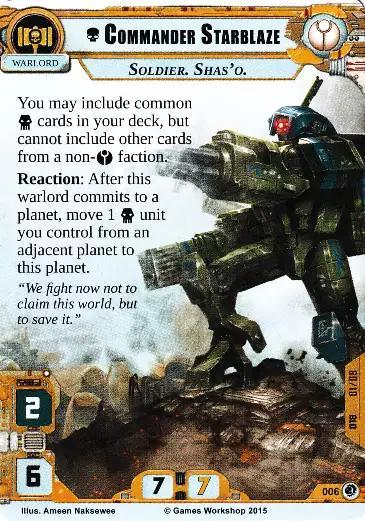 COMMANDER STARBLAZE
WARLORD
SOLDIER. SHAS'O.
You may include common
cards in your deck, but
cannot include other cards
from a non- faction.
Reaction: After this
warlord commits to a
planet, move 1 unit
you control from an
adjacent planet to
this planet.
"We fight now not to
claim this world, but
to save it."
2
6
7 7
01/08
018
006
Illus. Ameen Naksewee © Games Workshop 2015